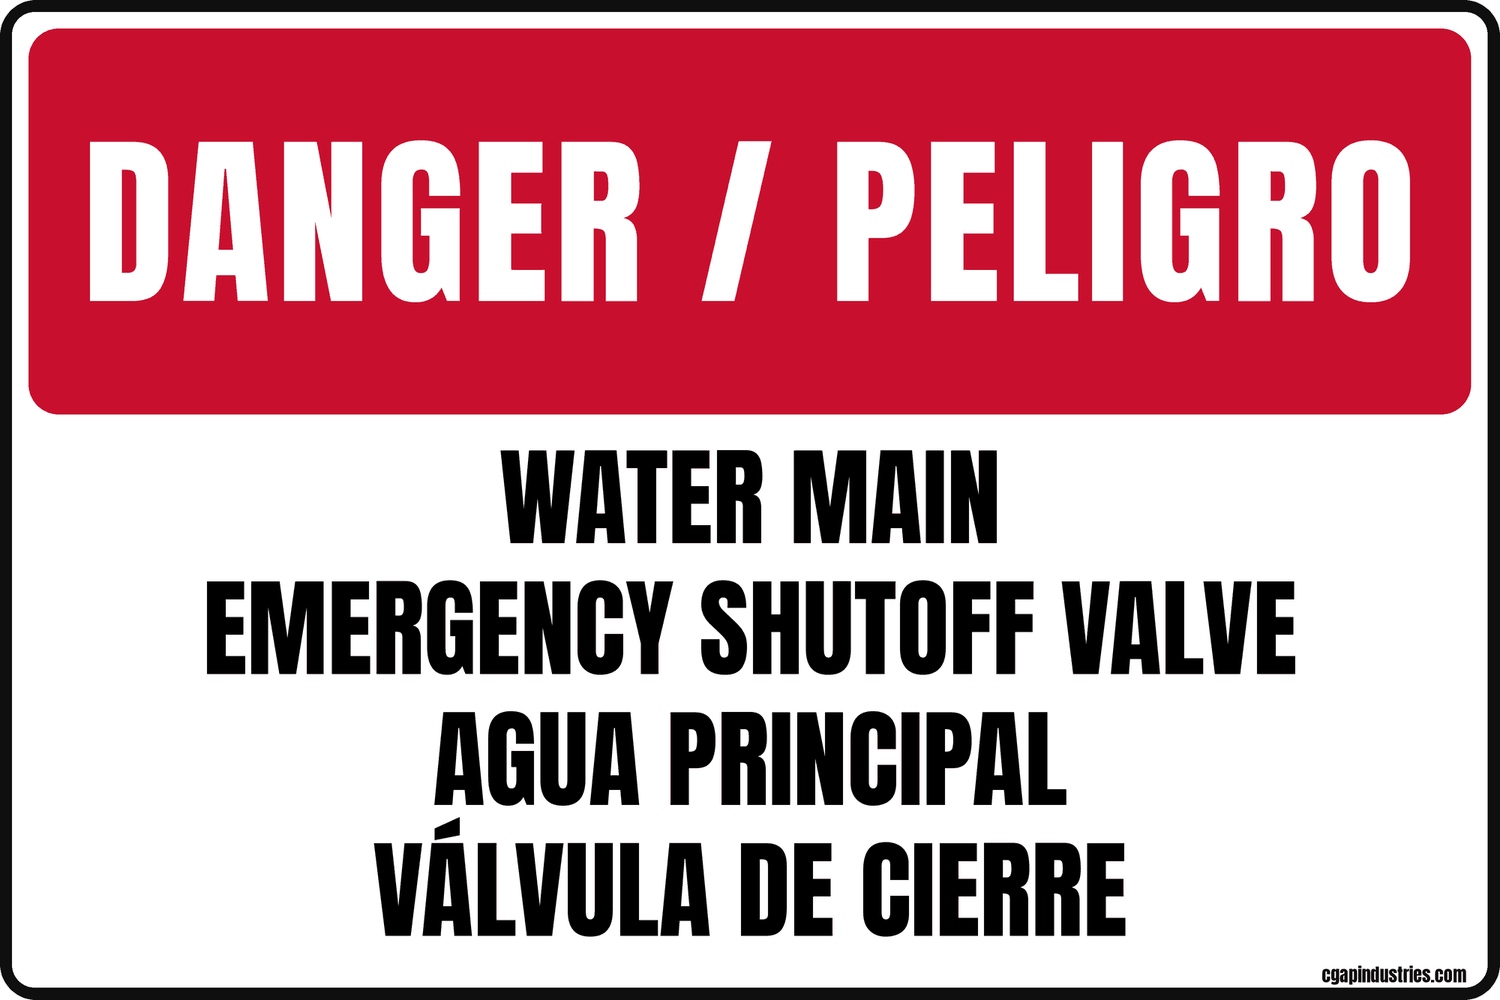 DANGER / PELIGRO
WATER MAIN
EMERGENCY SHUTOFF VALVE
AGUA PRINCIPAL
VÁLVULA DE CIERRE
cgapindustries.com